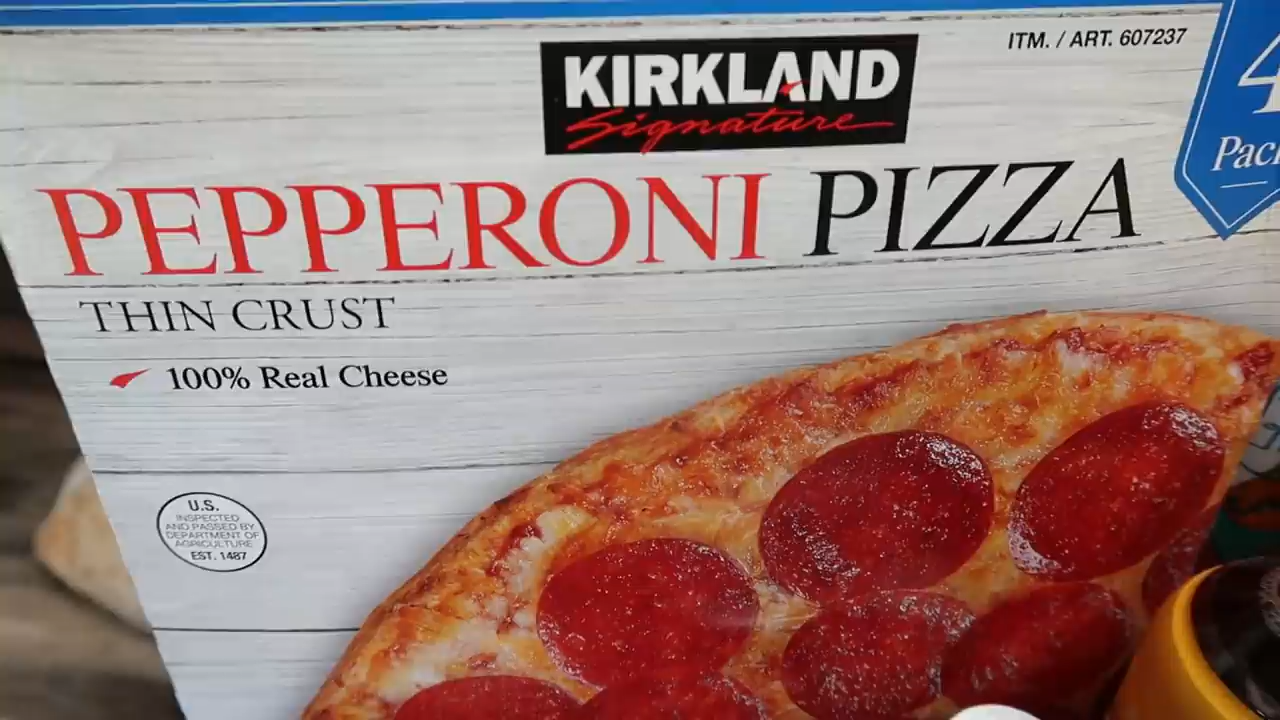 ITM. / ART. 607237
KIRKLAND
Signature
4
PEPPERONI PIZZA
THIN CRUST
100% Real Cheese
U.S.
INSPECTED
AND PASSED BY
DEPARTMENT OF
AGRICULTURE
EST. 1487